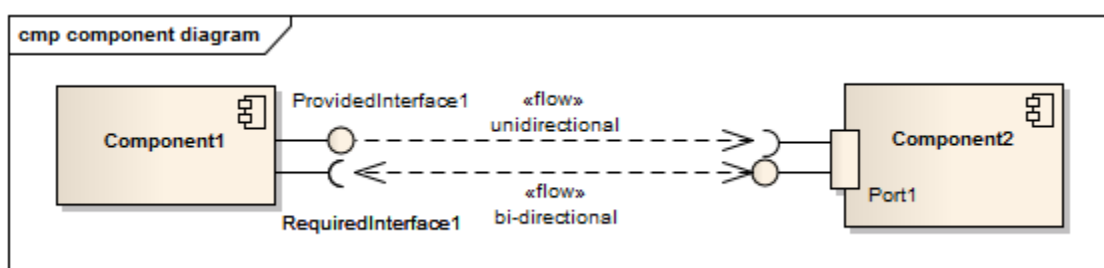 cmp component diagram
Component1
ProvidedInterface1
«flow»
unidirectional
Component2
«flow»
bi-directional
RequiredInterface1
Port1